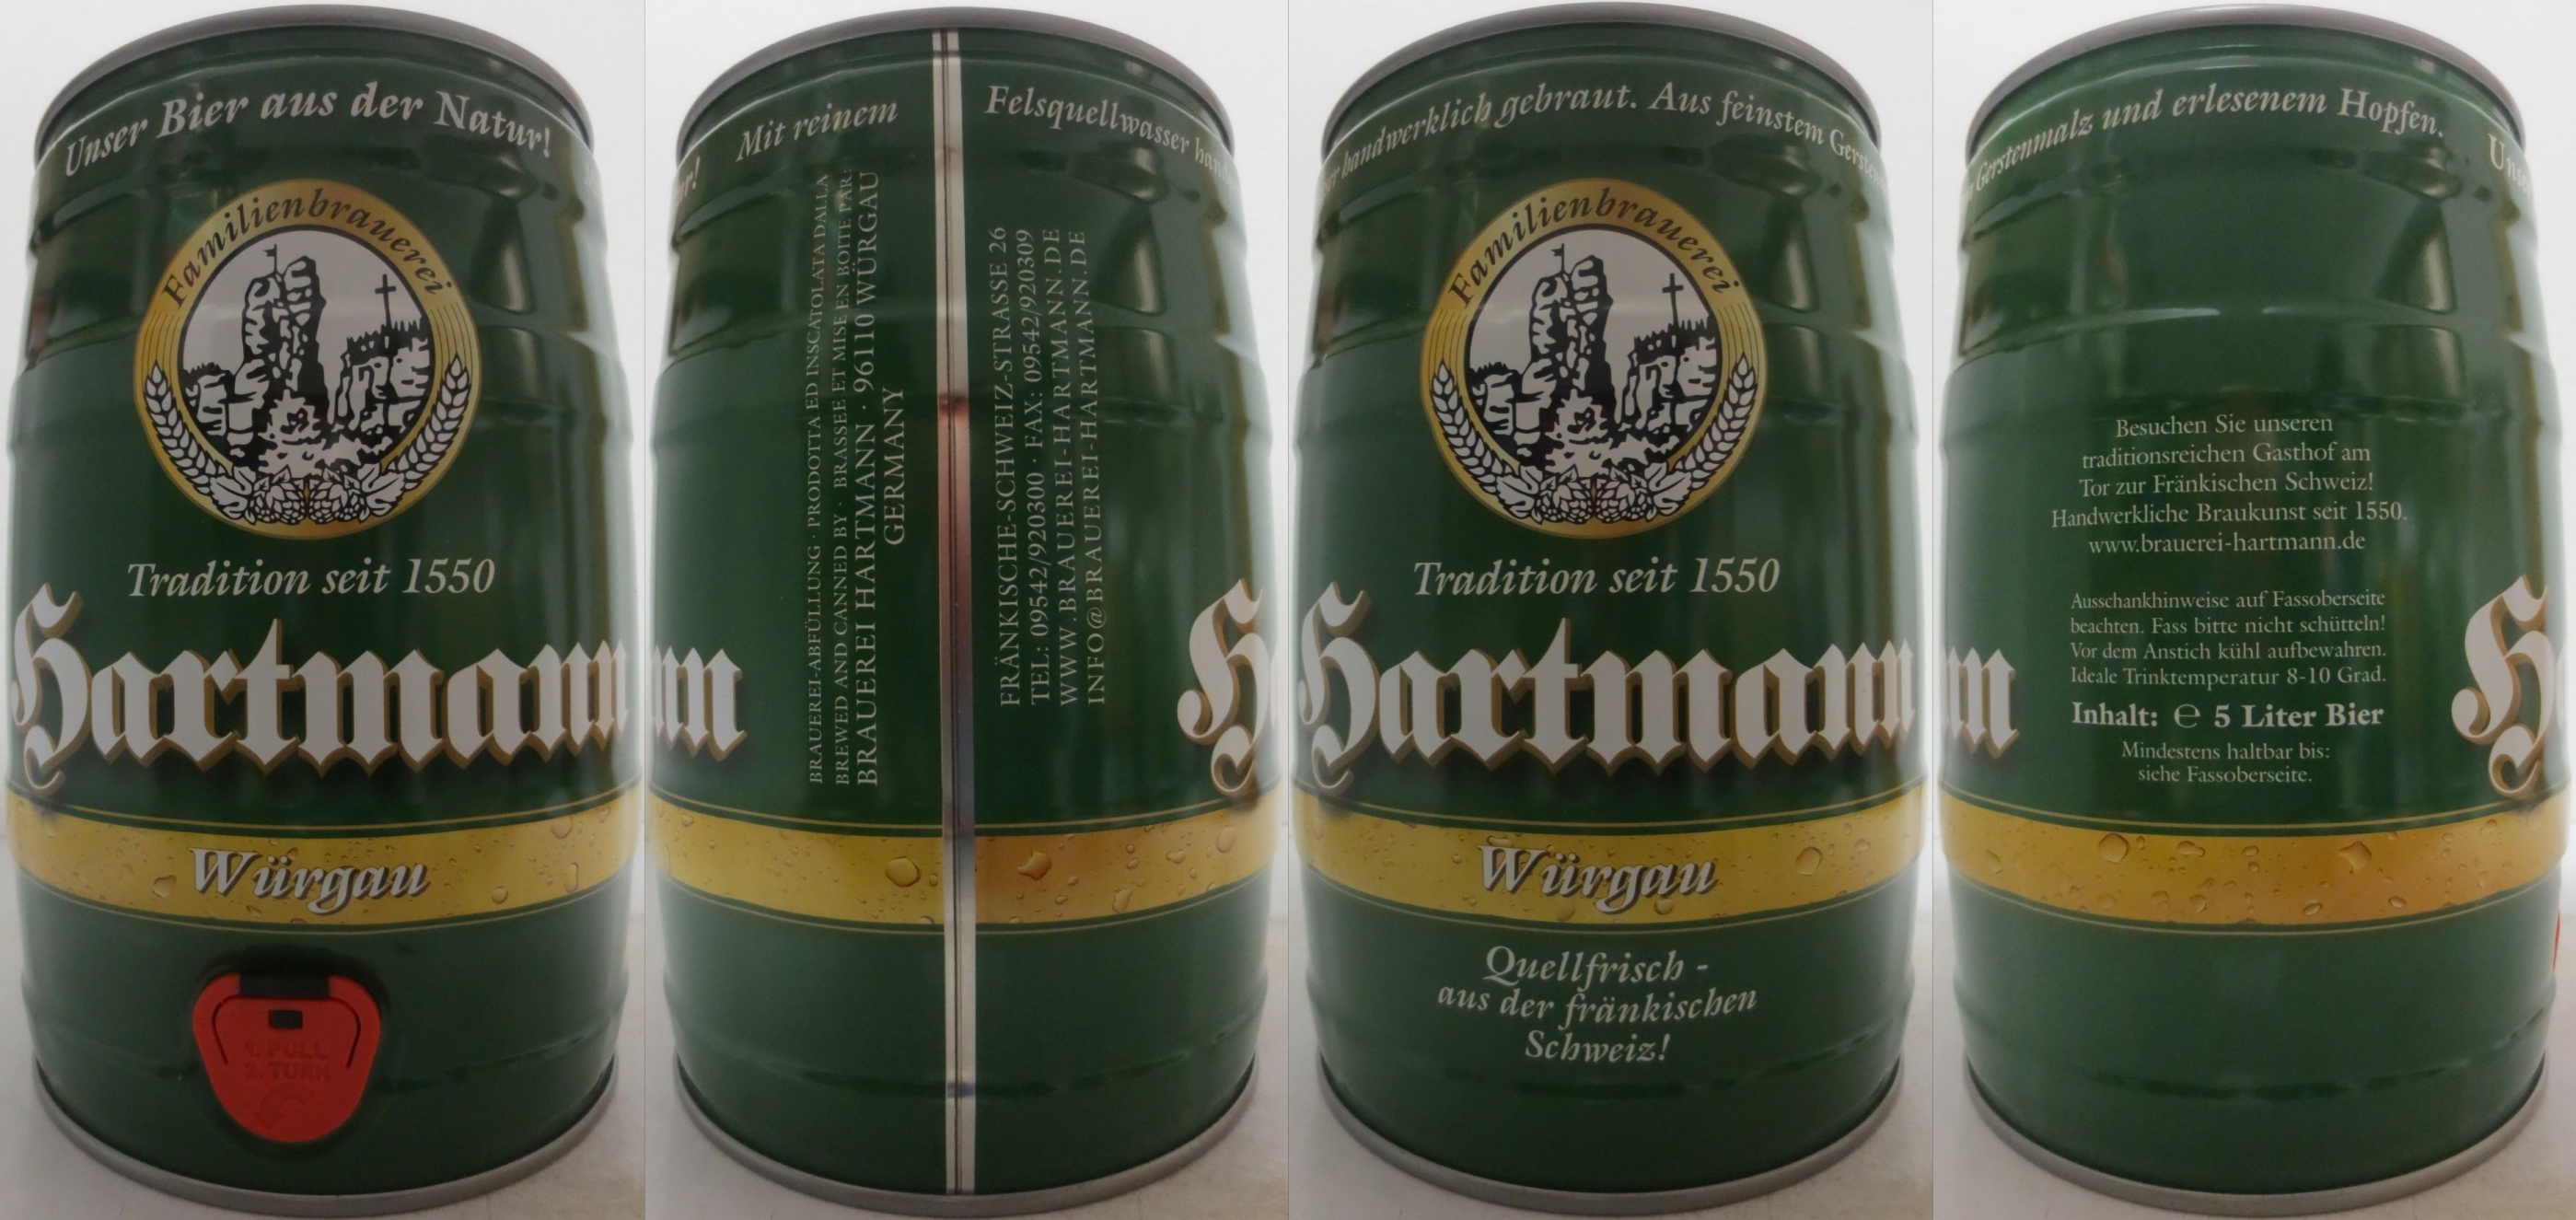 Unser Bier aus der Natur!
Familienbrauerei
Tradition seit 1550
Hartmann
Würgau
1. PULL
2. TURN
Mit reinem Felsquellwasser
BRAUEREI-ABFÜLLUNG · PRODOTTA ED INSCATOLATA DALLA
BREWED AND CANNED BY · BRASSEE ET MISE EN BOITE PAR:
BRAUEREI HARTMANN · 96110 WÜRGAU
GERMANY
FRÄNKISCHE-SCHWEIZ-STRASSE 26
TEL: 09542/920300 · FAX: 09542/920309
WWW.BRAUEREI-HARTMANN.DE
INFO@BRAUEREI-HARTMANN.DE
handwerklich gebraut. Aus feinstem
Familienbrauerei
Tradition seit 1550
Hartmann
Würgau
Quellfrisch -
aus der fränkischen
Schweiz!
Gerstenmalz und erlesenem Hopfen.
Besuchen Sie unseren
traditionsreichen Gasthof am
Tor zur Fränkischen Schweiz!
Handwerkliche Braukunst seit 1550.
www.brauerei-hartmann.de
Ausschankhinweise auf Fassoberseite
beachten. Fass bitte nicht schütteln!
Vor dem Anstich kühl aufbewahren.
Ideale Trinktemperatur 8-10 Grad.
Inhalt: ℮ 5 Liter Bier
Mindestens haltbar bis:
siehe Fassoberseite.